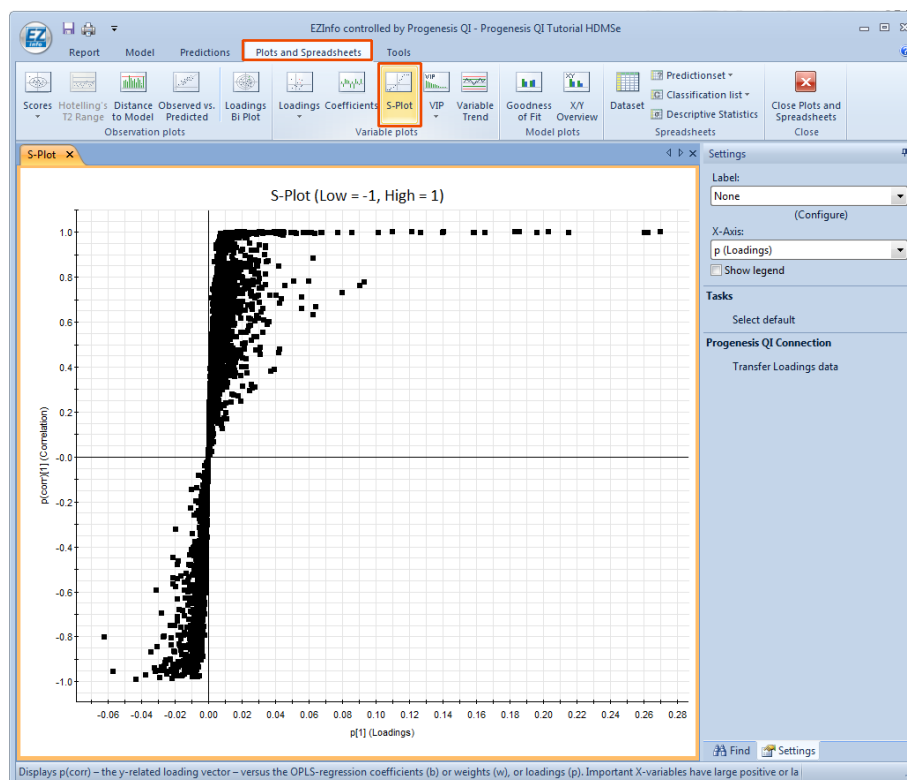 EZ info
EZInfo controlled by Progenesis QI - Progenesis QI Tutorial HDMSe
Report Model Predictions Plots and Spreadsheets Tools
Scores
Hotelling's T2 Range
Distance to Model
Observed vs. Predicted
Loadings Bi Plot
Observation plots
Loadings
Coefficients
S-Plot
VIP
VIP
Variable Trend
Variable plots
Goodness of Fit
XY
X/Y Overview
Model plots
Dataset
Predictionset
Classification list
Descriptive Statistics
Spreadsheets
Close Plots and Spreadsheets
Close
S-Plot
S-Plot (Low = -1, High = 1)
p(corr)[1] (Correlation)
1.0
0.8
0.6
0.4
0.2
-0.0
-0.2
-0.4
-0.6
-0.8
-1.0
-0.06 -0.04 -0.02 0.00 0.02 0.04 0.06 0.08 0.10 0.12 0.14 0.16 0.18 0.20 0.22 0.24 0.26 0.28
p[1] (Loadings)
Settings
Label:
None
(Configure)
X-Axis:
p (Loadings)
Show legend
Tasks
Select default
Progenesis QI Connection
Transfer Loadings data
Find Settings
Displays p(corr) – the y-related loading vector – versus the OPLS-regression coefficients (b) or weights (w), or loadings (p). Important X-variables have large positive or la